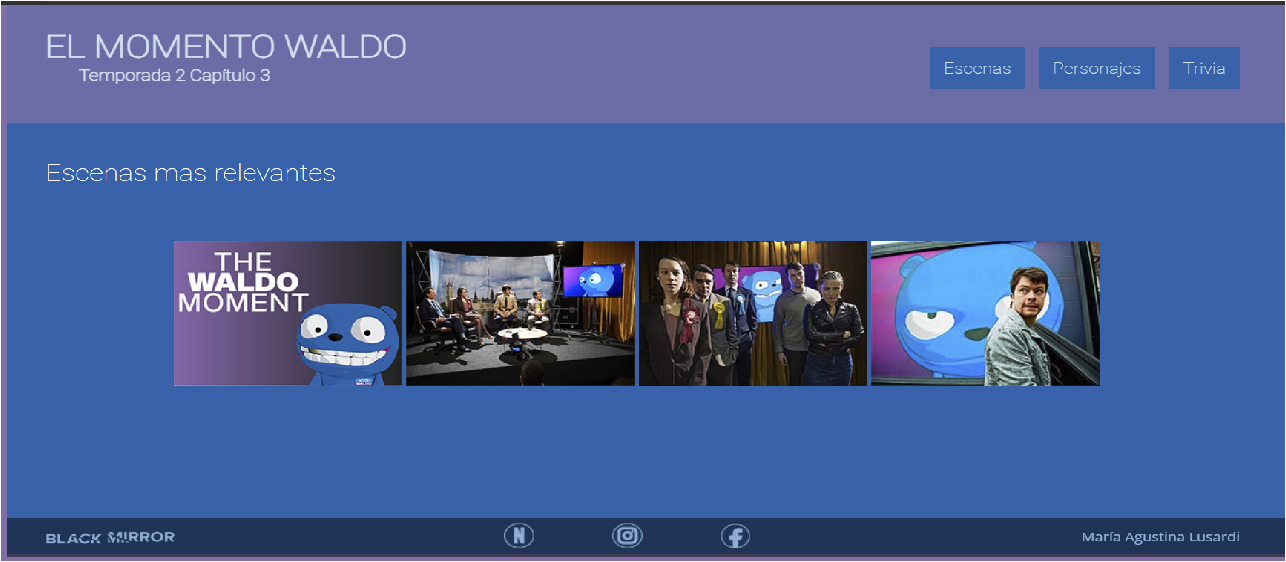 EL MOMENTO WALDO
Temporada 2 Capítulo 3
Escenas Personajes Trivia
Escenas mas relevantes
THE
WALDO
MOMENT
BLACK MIRROR
N
María Agustina Lusardi